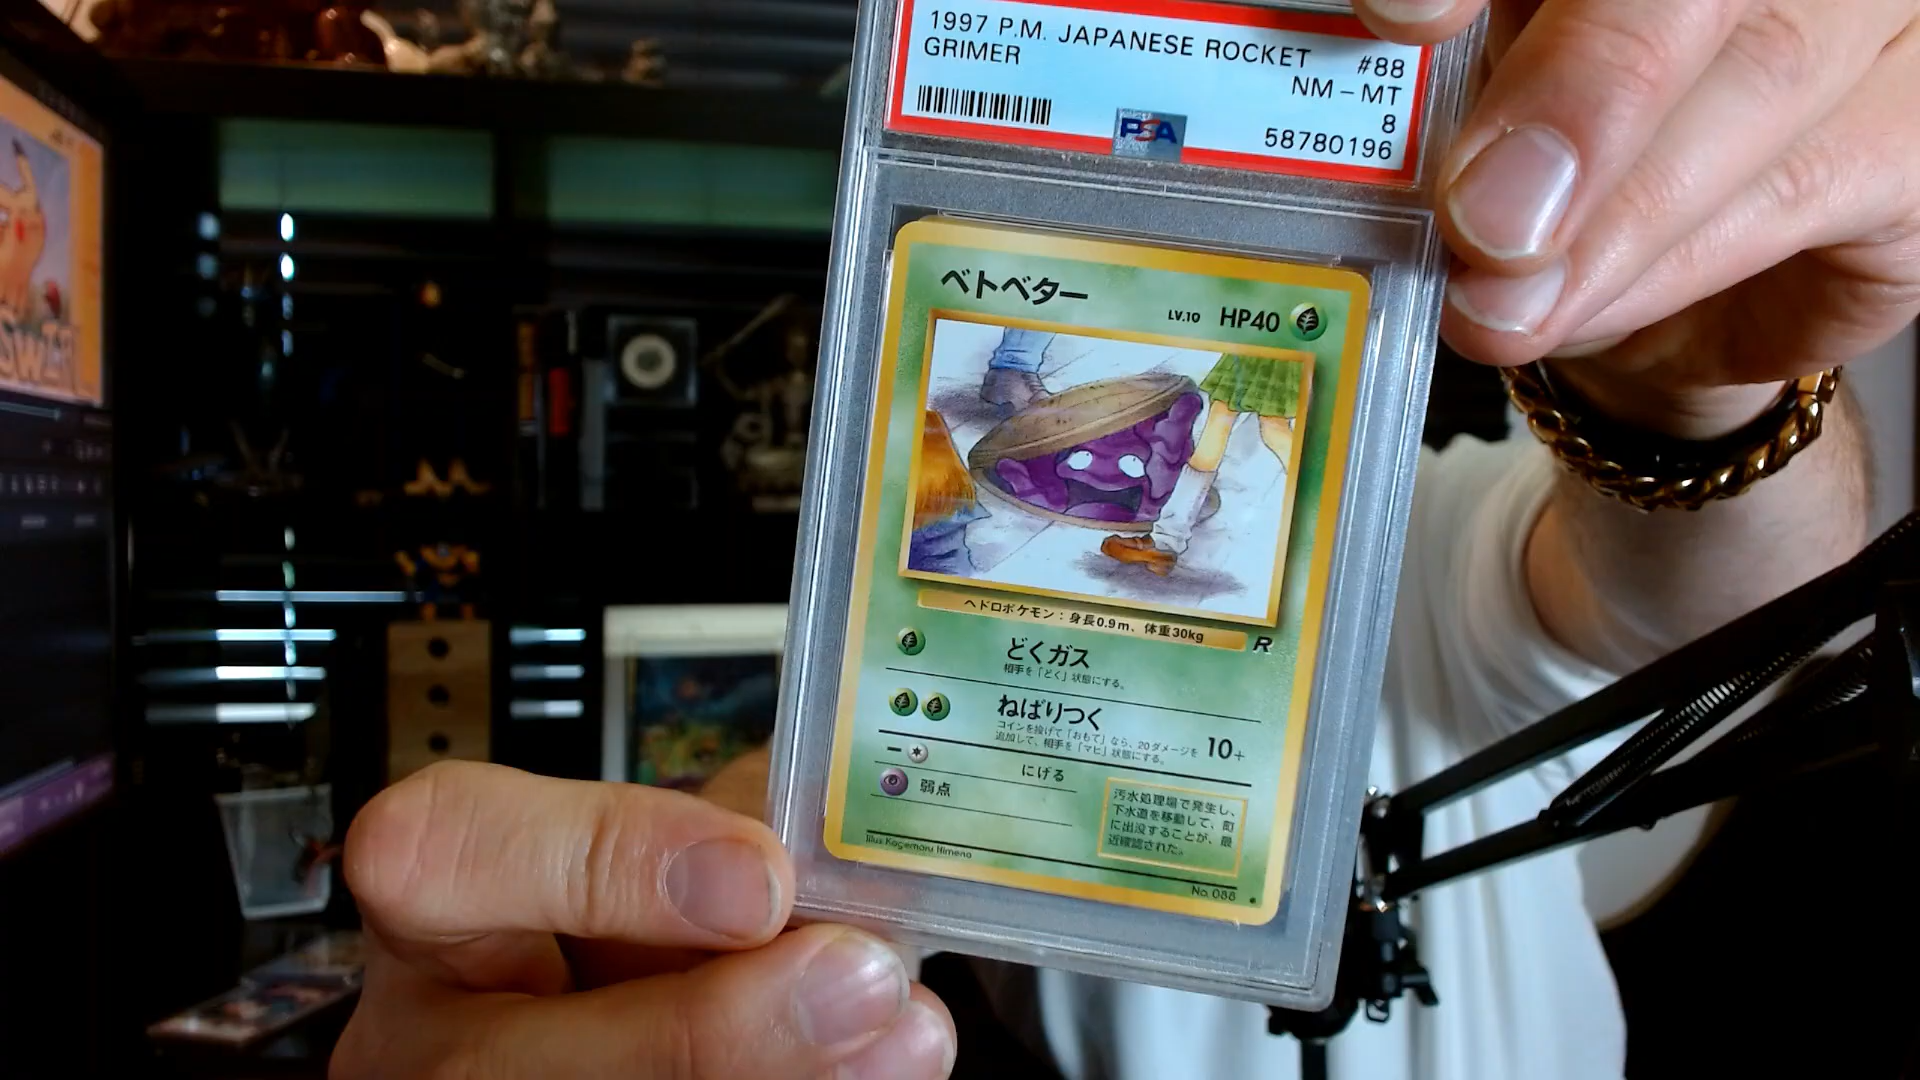 1997 P.M. JAPANESE ROCKET #88
GRIMER NM - MT
8
PSA 58780196
ベトベター LV.10 HP40
ヘドロポケモン：身長0.9m、体重30kg
R
どくガス
相手を「どく」状態にする。
ねばりつく
コインを投げて「おもて」なら、20ダメージを
追加して、相手を「マヒ」状態にする。
10+
にげる
弱点
汚水処理場で発生し、
下水道を移動して、町
に出没することが、最
近確認された。
Illus. Kagemaru Himeno
No. 088